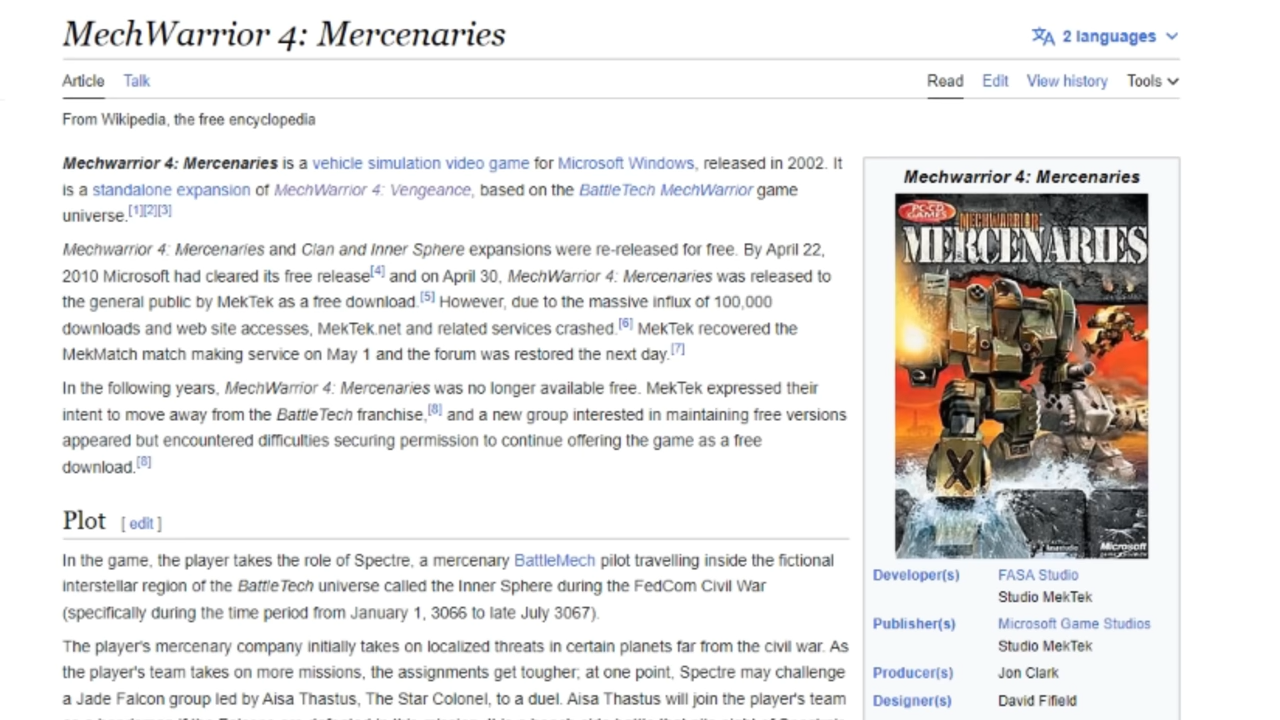 MechWarrior 4: Mercenaries
2 languages
Article Talk
Read Edit View history Tools
From Wikipedia, the free encyclopedia
Mechwarrior 4: Mercenaries is a vehicle simulation video game for Microsoft Windows, released in 2002. It
is a standalone expansion of MechWarrior 4: Vengeance, based on the BattleTech MechWarrior game
universe.[1][2][3]
Mechwarrior 4: Mercenaries and Clan and Inner Sphere expansions were re-released for free. By April 22,
2010 Microsoft had cleared its free release[4] and on April 30, MechWarrior 4: Mercenaries was released to
the general public by MekTek as a free download.[5] However, due to the massive influx of 100,000
downloads and web site accesses, MekTek.net and related services crashed.[6] MekTek recovered the
MekMatch match making service on May 1 and the forum was restored the next day.[7]
In the following years, MechWarrior 4: Mercenaries was no longer available free. MekTek expressed their
intent to move away from the BattleTech franchise,[8] and a new group interested in maintaining free versions
appeared but encountered difficulties securing permission to continue offering the game as a free
download.[8]
Plot [ edit ]
In the game, the player takes the role of Spectre, a mercenary BattleMech pilot travelling inside the fictional
interstellar region of the BattleTech universe called the Inner Sphere during the FedCom Civil War
(specifically during the time period from January 1, 3066 to late July 3067).
The player's mercenary company initially takes on localized threats in certain planets far from the civil war. As
the player's team takes on more missions, the assignments get tougher; at one point, Spectre may challenge
a Jade Falcon group led by Aisa Thastus, The Star Colonel, to a duel. Aisa Thastus will join the player's team
Mechwarrior 4: Mercenaries
PC-CD
GAMES
MECHWARRIOR
MERCENARIES
Microsoft
Developer(s) FASA Studio
Studio MekTek
Publisher(s) Microsoft Game Studios
Studio MekTek
Producer(s) Jon Clark
Designer(s) David Fifield